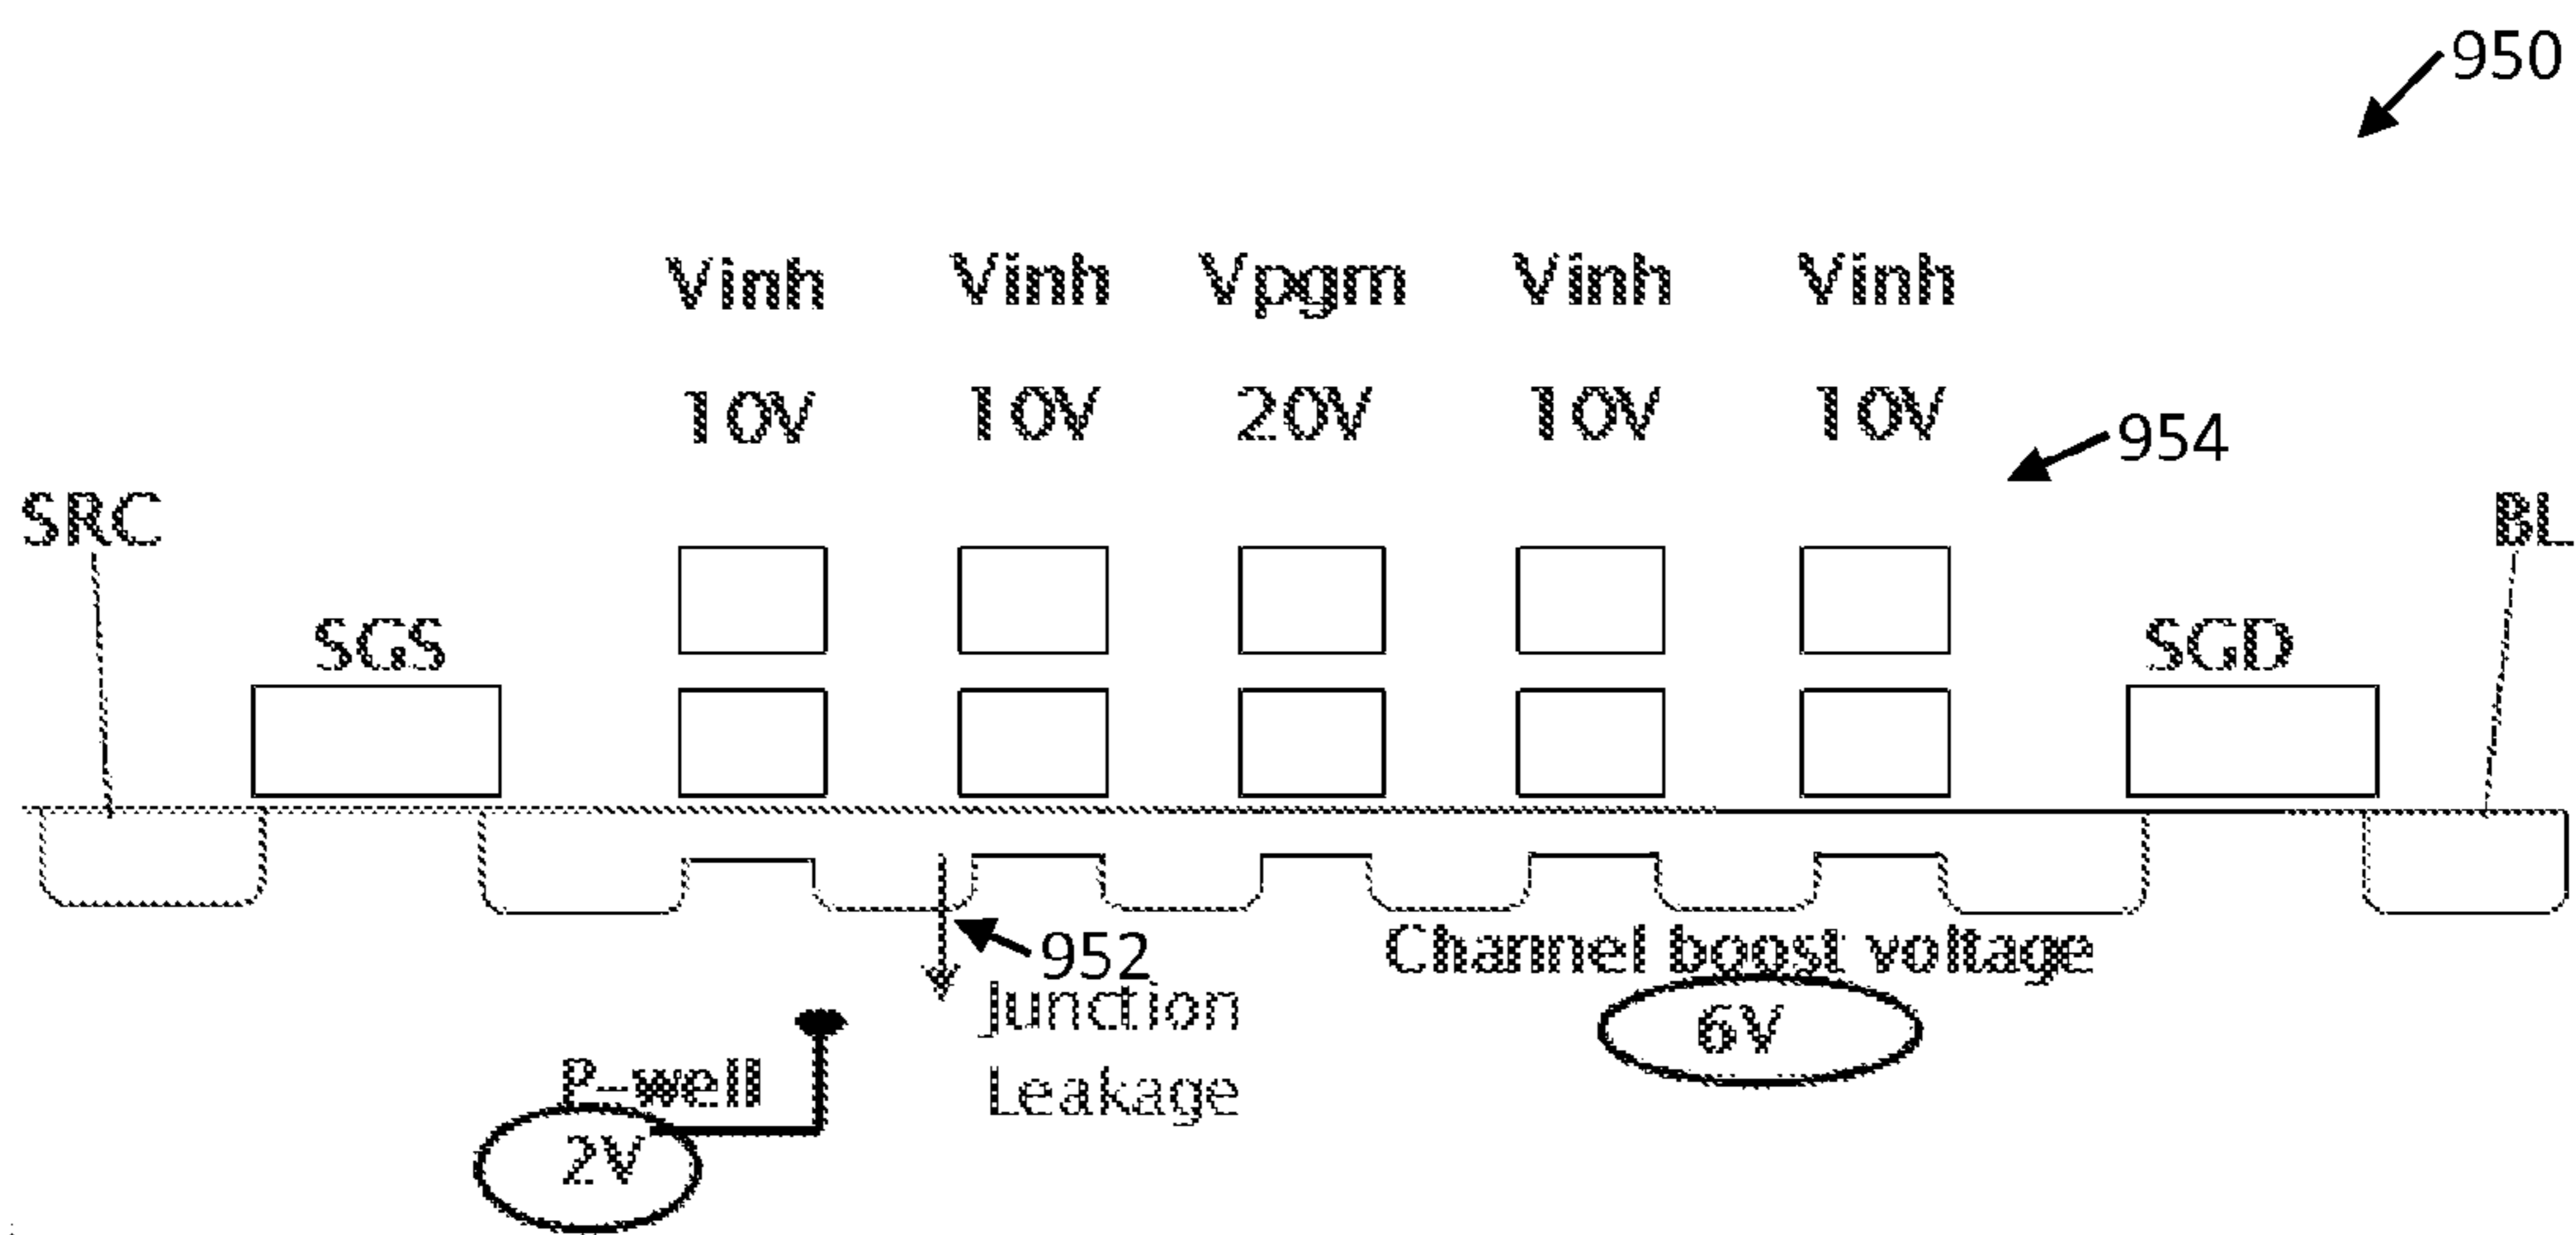 950
Vinh Vinh Vpgm Vinh Vinh
10V 10V 20V 10V 10V
954
SRC BL
SGS SGD
Channel boost voltage
952
Junction
6V
P-well
Leakage
2V